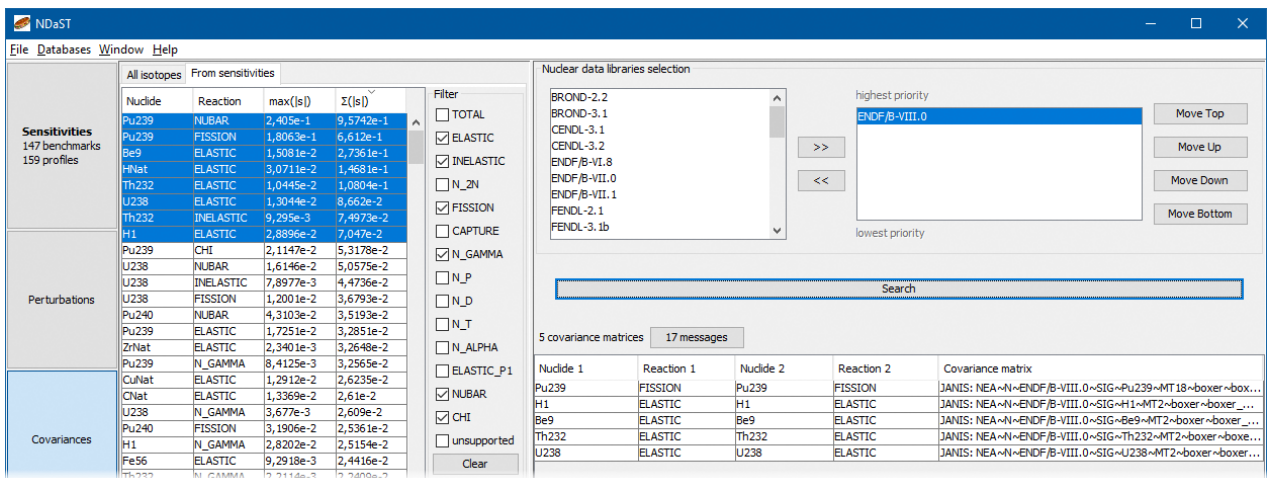 NDaST
File Databases Window Help
Sensitivities
147 benchmarks
159 profiles
Perturbations
Covariances
All isotopes From sensitivities
Nuclide Reaction max(|s|) Σ(|s|)
Pu239 NUBAR 2,405e-1 9,5742e-1
Pu239 FISSION 1,8063e-1 6,612e-1
Be9 ELASTIC 1,5081e-2 2,7361e-1
HNat ELASTIC 3,0711e-2 1,4681e-1
Th232 ELASTIC 1,0445e-2 1,0804e-1
U238 ELASTIC 1,3044e-2 8,662e-2
Th232 INELASTIC 9,295e-3 7,4973e-2
H1 ELASTIC 2,8896e-2 7,047e-2
Pu239 CHI 2,1147e-2 5,3178e-2
U238 NUBAR 1,6146e-2 5,0575e-2
U238 INELASTIC 7,8977e-3 4,4736e-2
U238 FISSION 1,2001e-2 3,6793e-2
Pu240 NUBAR 4,3103e-2 3,5193e-2
Pu239 ELASTIC 1,7251e-2 3,2851e-2
ZrNat ELASTIC 2,3401e-3 3,2648e-2
Pu239 N_GAMMA 8,4125e-3 3,2565e-2
CuNat ELASTIC 1,2912e-2 2,6235e-2
CNat ELASTIC 1,3369e-2 2,61e-2
U238 N_GAMMA 3,677e-3 2,609e-2
Pu240 FISSION 3,1906e-2 2,5361e-2
H1 N_GAMMA 2,8202e-2 2,5154e-2
Fe56 ELASTIC 9,2918e-3 2,4416e-2
Th232 N_GAMMA 2,2114e-3 2,2409e-2
Filter
TOTAL
ELASTIC
INELASTIC
N_2N
FISSION
CAPTURE
N_GAMMA
N_P
N_D
N_T
N_ALPHA
ELASTIC_P1
NUBAR
CHI
unsupported
Clear
Nuclear data libraries selection
BROND-2.2
BROND-3.1
CENDL-3.1
CENDL-3.2
ENDF/B-VI.8
ENDF/B-VII.0
ENDF/B-VII.1
FENDL-2.1
FENDL-3.1b
>>
<<
highest priority
ENDF/B-VIII.0
lowest priority
Move Top
Move Up
Move Down
Move Bottom
Search
5 covariance matrices 17 messages
Nuclide 1 Reaction 1 Nuclide 2 Reaction 2 Covariance matrix
Pu239 FISSION Pu239 FISSION JANIS: NEA~N~ENDF/B-VIII.0~SIG~Pu239~MT18~boxer~box...
H1 ELASTIC H1 ELASTIC JANIS: NEA~N~ENDF/B-VIII.0~SIG~H1~MT2~boxer~boxer_...
Be9 ELASTIC Be9 ELASTIC JANIS: NEA~N~ENDF/B-VIII.0~SIG~Be9~MT2~boxer~boxer_...
Th232 ELASTIC Th232 ELASTIC JANIS: NEA~N~ENDF/B-VIII.0~SIG~Th232~MT2~boxer~boxe...
U238 ELASTIC U238 ELASTIC JANIS: NEA~N~ENDF/B-VIII.0~SIG~U238~MT2~boxer~boxer...